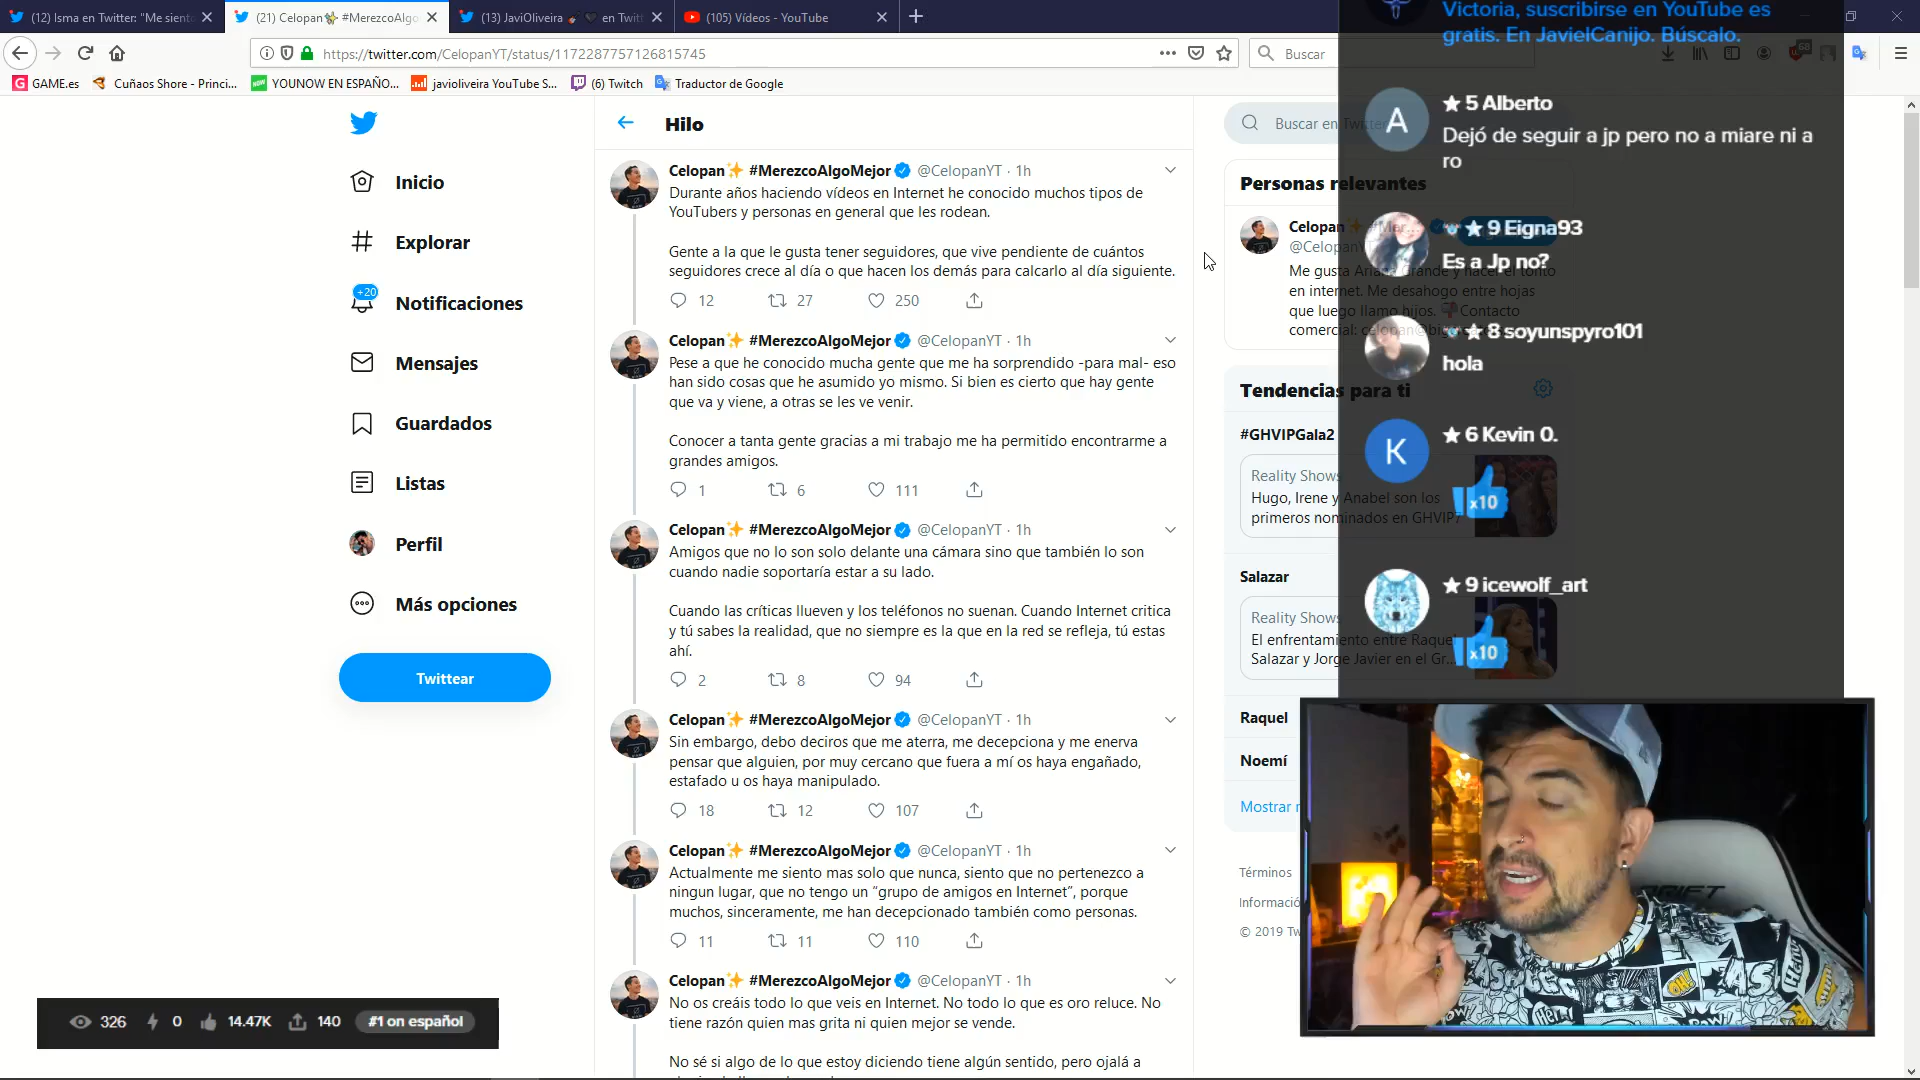 (12) Isma en Twitter: "Me sient
(21) Celopan✨ #MerezcoAlgo
(13) JaviOliveira 🎸🖤 en Twitt
(105) Vídeos - YouTube
https://twitter.com/CelopanYT/status/1172287757126815745
Buscar
68
GAME.es
Cuñaos Shore - Princi...
YOUNOW EN ESPAÑO...
javioliveira YouTube S...
(6) Twitch
Traductor de Google
Inicio
Explorar
+20
Notificaciones
Mensajes
Guardados
Listas
Perfil
Más opciones
Twittear
Hilo
Celopan✨ #MerezcoAlgoMejor @CelopanYT · 1h
Durante años haciendo vídeos en Internet he conocido muchos tipos de
YouTubers y personas en general que les rodean.
Gente a la que le gusta tener seguidores, que vive pendiente de cuántos
seguidores crece al día o que hacen los demás para calcarlo al día siguiente.
12 27 250
Celopan✨ #MerezcoAlgoMejor @CelopanYT · 1h
Pese a que he conocido mucha gente que me ha sorprendido -para mal- eso
han sido cosas que he asumido yo mismo. Si bien es cierto que hay gente
que va y viene, a otras se les ve venir.
Conocer a tanta gente gracias a mi trabajo me ha permitido encontrarme a
grandes amigos.
1 6 111
Celopan✨ #MerezcoAlgoMejor @CelopanYT · 1h
Amigos que no lo son solo delante una cámara sino que también lo son
cuando nadie soportaría estar a su lado.
Cuando las críticas llueven y los teléfonos no suenan. Cuando Internet critica
y tú sabes la realidad, que no siempre es la que en la red se refleja, tú estas
ahí.
2 8 94
Celopan✨ #MerezcoAlgoMejor @CelopanYT · 1h
Sin embargo, debo deciros que me aterra, me decepciona y me enerva
pensar que alguien, por muy cercano que fuera a mí os haya engañado,
estafado u os haya manipulado.
18 12 107
Celopan✨ #MerezcoAlgoMejor @CelopanYT · 1h
Actualmente me siento mas solo que nunca, siento que no pertenezco a
ningun lugar, que no tengo un “grupo de amigos en Internet”, porque
muchos, sinceramente, me han decepcionado también como personas.
11 11 110
Celopan✨ #MerezcoAlgoMejor @CelopanYT · 1h
No os creáis todo lo que veis en Internet. No todo lo que es oro reluce. No
tiene razón quien mas grita ni quien mejor se vende.
No sé si algo de lo que estoy diciendo tiene algún sentido, pero ojalá a
Buscar en Twitter
Personas relevantes
Celopan✨ #Mer...
@Celopan
Me gusta Ariana Grande y hacer el tonto
en internet. Me desahogo entre hojas
que luego llamo hijos. 📬Contacto
comercial: celopan@bi
Tendencias para ti
#GHVIPGala2
Reality Shows
Hugo, Irene y Anabel son los
primeros nominados en GHVIP7
Salazar
Reality Shows
El enfrentamiento entre Raquel
Salazar y Jorge Javier en el Gr...
Raquel
Noemí
Mostrar
Términos
Informació
© 2019 Tw
Victoria, suscribirse en YouTube es
gratis. En JavielCanijo. Búscalo.
A
★ 5 Alberto
Dejó de seguir a jp pero no a miare ni a
ro
★ 9 Eigna93
Es a Jp no?
★ 8 soyunspyro101
hola
K
★ 6 Kevin O.
x10
★ 9 icewolf_art
x10
326 0 14.47K 140 #1 on español